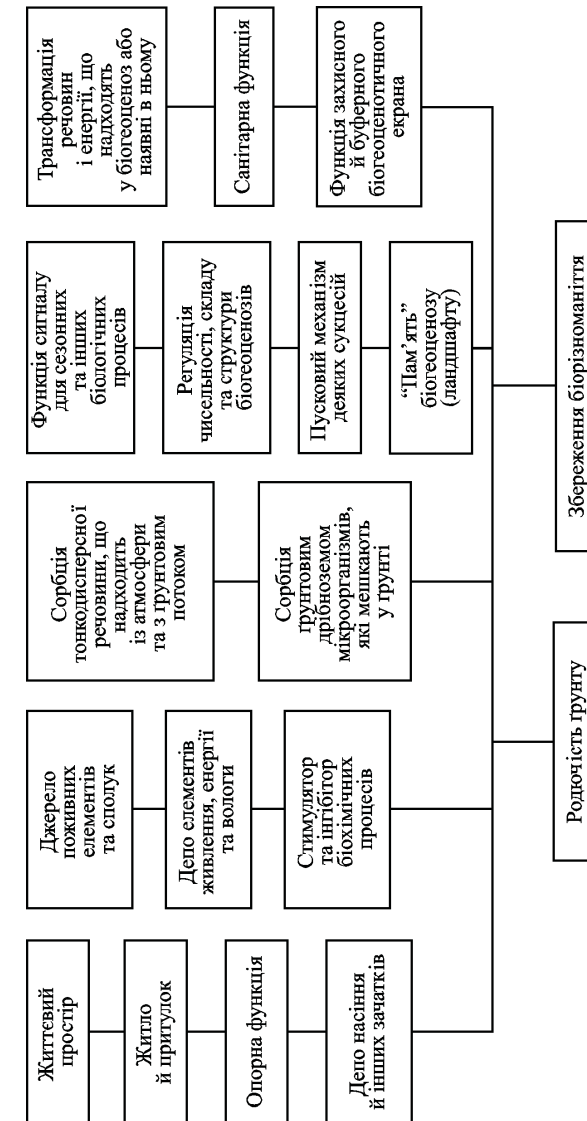 Життєвий
простір
Житло
й притулок
Опорна функція
Депо насіння
й інших зачатків
Джерело
поживних
елементів
та сполук
Депо елементів
живлення, енергії
та вологи
Стимулятор
та інгібітор
біохімічних
процесів
Сорбція
тонкодисперсної
речовини, що
надходить
із атмосфери
та з ґрунтовим
потоком
Сорбція
ґрунтовим
дрібноземом
мікроорганізмів,
які мешкають
у ґрунті
Функція сигналу
для сезонних
та інших
біологічних
процесів
Регуляція
чисельності, складу
та структури
біогеоценозів
Пусковий механізм
деяких сукцесій
“Пам’ять”
біогеоценозу
(ландшафту)
Трансформація
речовин
і енергії, що
надходять
у біогеоценоз або
наявні в ньому
Санітарна функція
Функція захисного
й буферного
біогеоценотичного
екрана
Родючість ґрунту
Збереження біорізноманіття